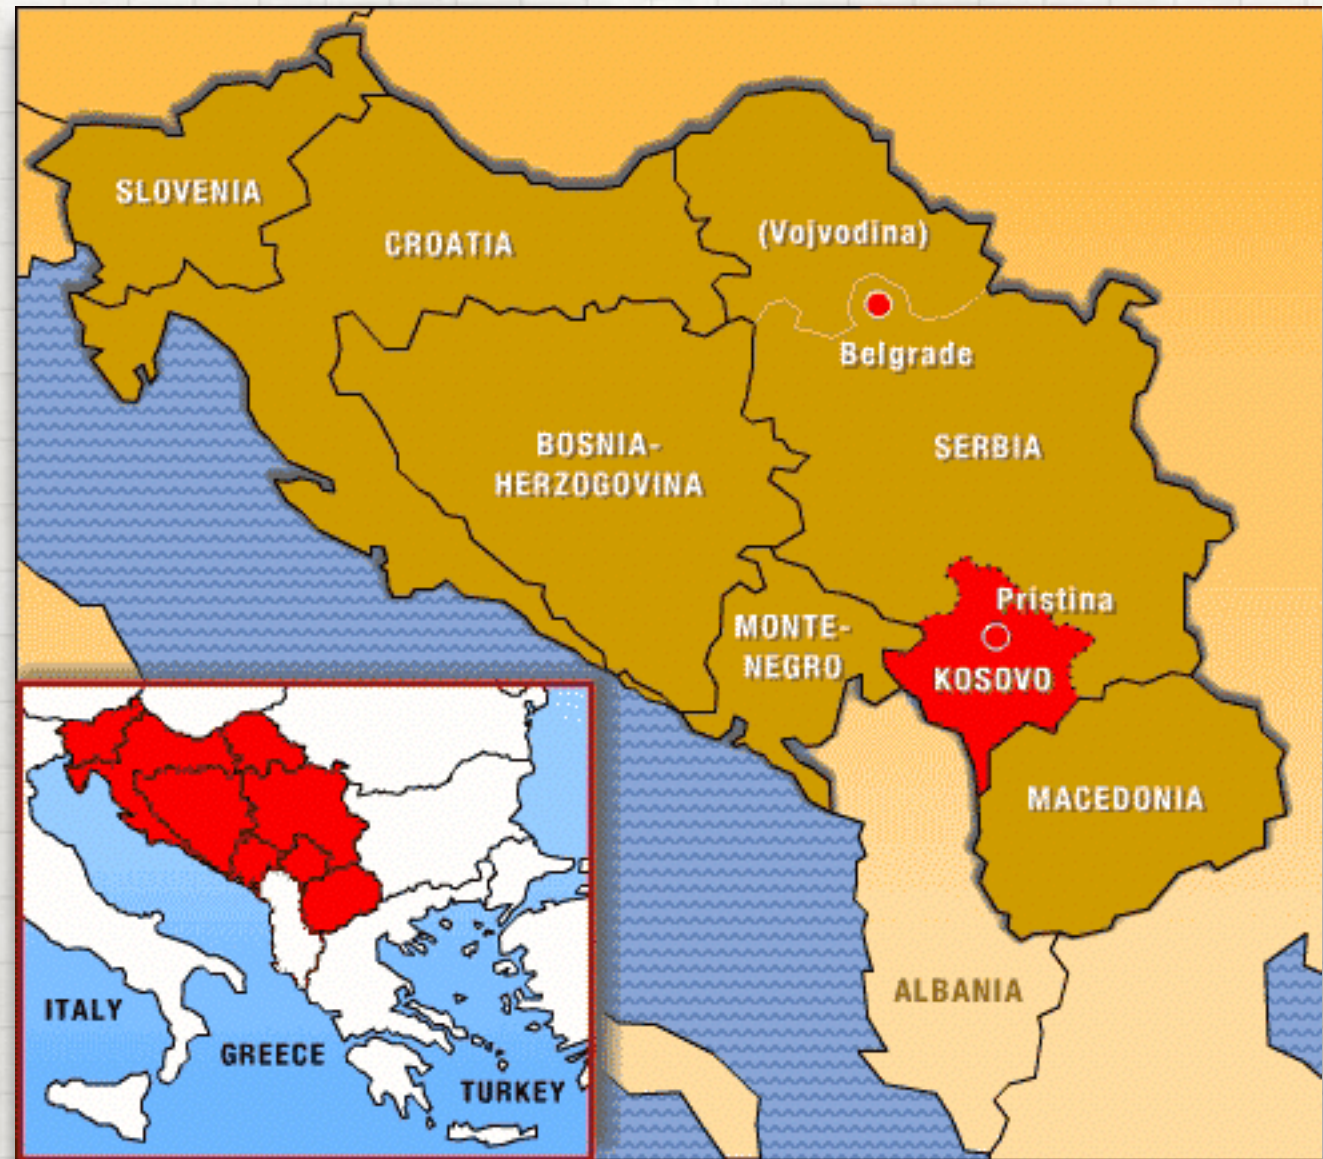 SLOVENIA
CROATIA
(Vojvodina)
Belgrade
BOSNIA-
HERZOGOVINA
SERBIA
Pristina
MONTE-
NEGRO
KOSOVO
MACEDONIA
ALBANIA
ITALY
GREECE
TURKEY